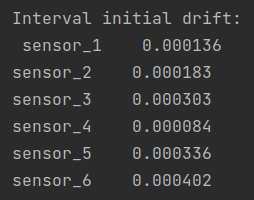 Interval initial drift:
 sensor_1    0.000136
sensor_2    0.000183
sensor_3    0.000303
sensor_4    0.000084
sensor_5    0.000336
sensor_6    0.000402